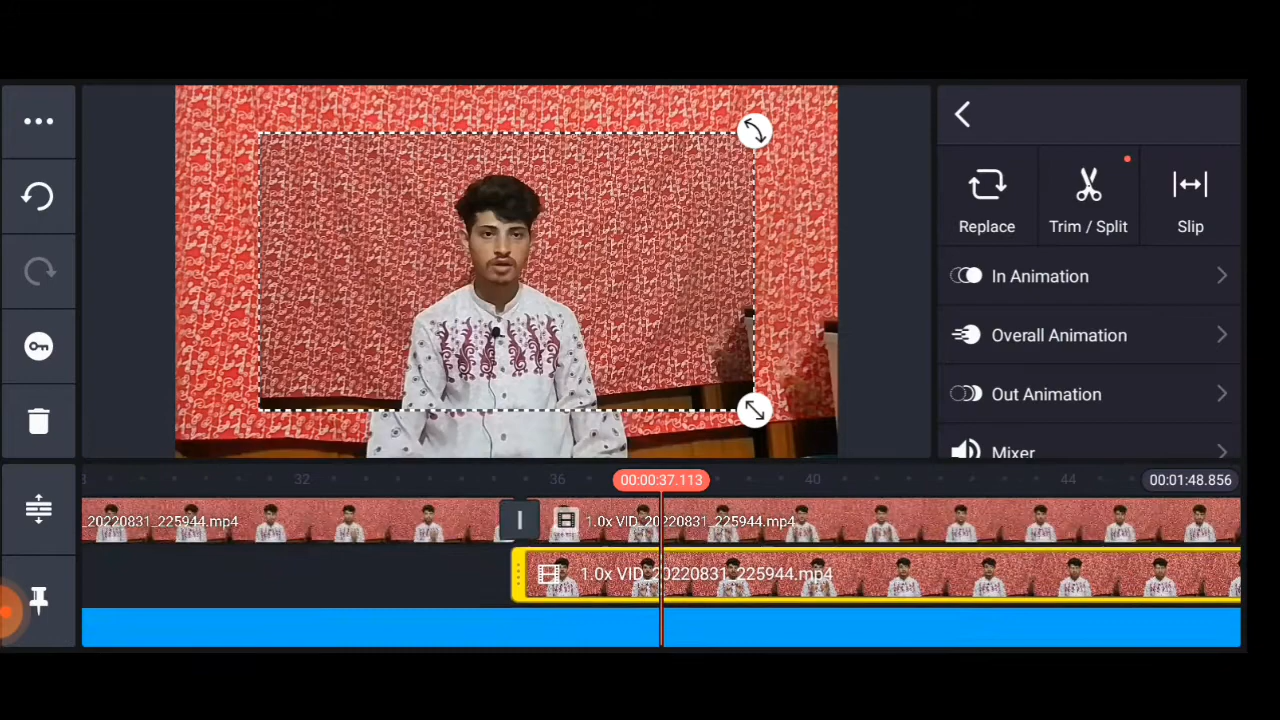 Replace
Trim / Split
Slip
In Animation
Overall Animation
Out Animation
Mixer
32
36
00:00:37.113
40
44
00:01:48.856
_20220831_225944.mp4
1.0x VID_20220831_225944.mp4
1.0x VID_20220831_225944.mp4